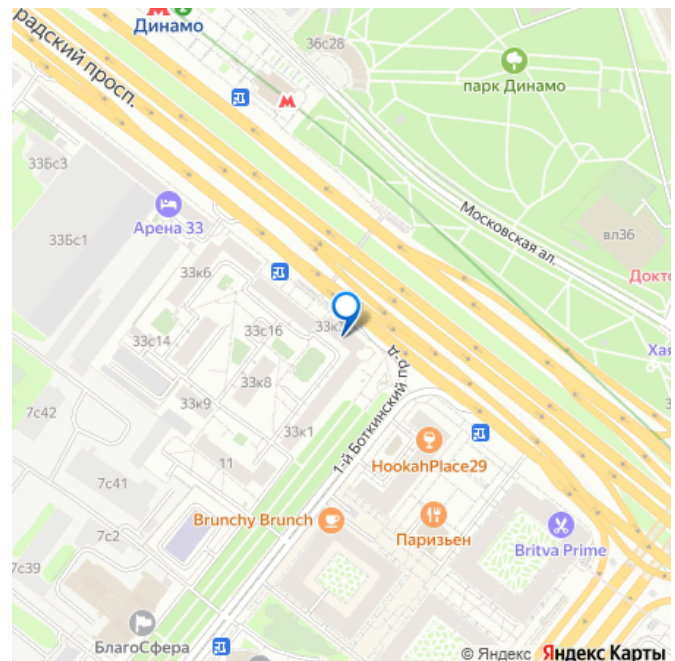 Динамо
36с28
парк Динамо
радский просп.
33Бс3
Арена 33
33Бс1
Московская ал.
вл36
Докто
33к6
33с16
33с14
Хая
33к8
33к9
7с42
33к1
1-й Боткинский пр-д
11
HookahPlace29
7с41
Brunchy Brunch
Паризьен
Britva Prime
7с2
7с39
БлагоСфера
© Яндекс Яндекс Карты